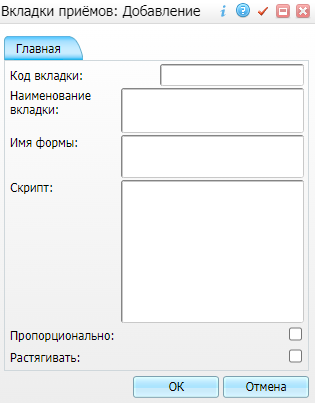 Вкладки приёмов: Добавление
Главная
Код вкладки:
Наименование
вкладки:
Имя формы:
Скрипт:
Пропорционально:
Растягивать:
ОК Отмена